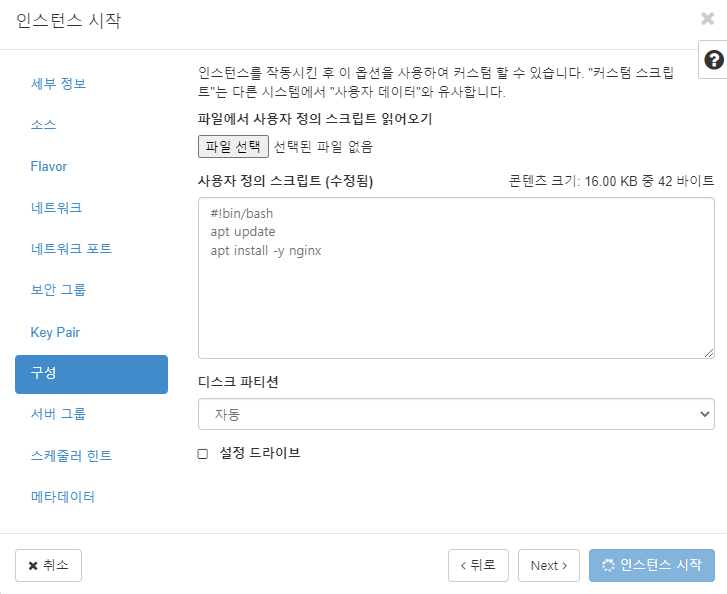 인스턴스 시작
×
세부 정보
소스
Flavor
네트워크
네트워크 포트
보안 그룹
Key Pair
구성
서버 그룹
스케줄러 힌트
메타데이터
?
인스턴스를 작동시킨 후 이 옵션을 사용하여 커스텀 할 수 있습니다. "커스텀 스크립
트"는 다른 시스템에서 "사용자 데이터"와 유사합니다.
파일에서 사용자 정의 스크립트 읽어오기
파일 선택 선택된 파일 없음
사용자 정의 스크립트 (수정됨) 콘텐츠 크기: 16.00 KB 중 42 바이트
#!bin/bash
apt update
apt install -y nginx
디스크 파티션
자동
설정 드라이브
× 취소
‹ 뒤로
Next ›
인스턴스 시작